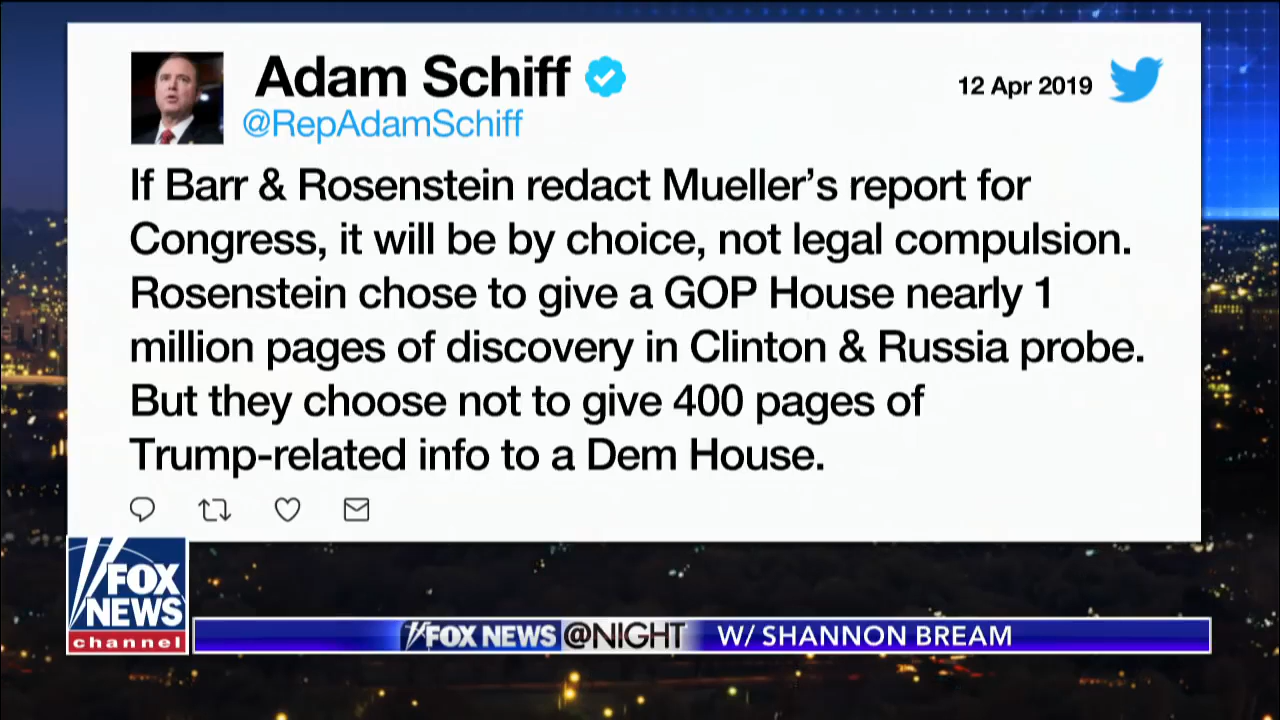 Adam Schiff
@RepAdamSchiff
12 Apr 2019
If Barr & Rosenstein redact Mueller’s report for
Congress, it will be by choice, not legal compulsion.
Rosenstein chose to give a GOP House nearly 1
million pages of discovery in Clinton & Russia probe.
But they choose not to give 400 pages of
Trump-related info to a Dem House.
FOX
NEWS
channel
FOX NEWS @NIGHT W/ SHANNON BREAM